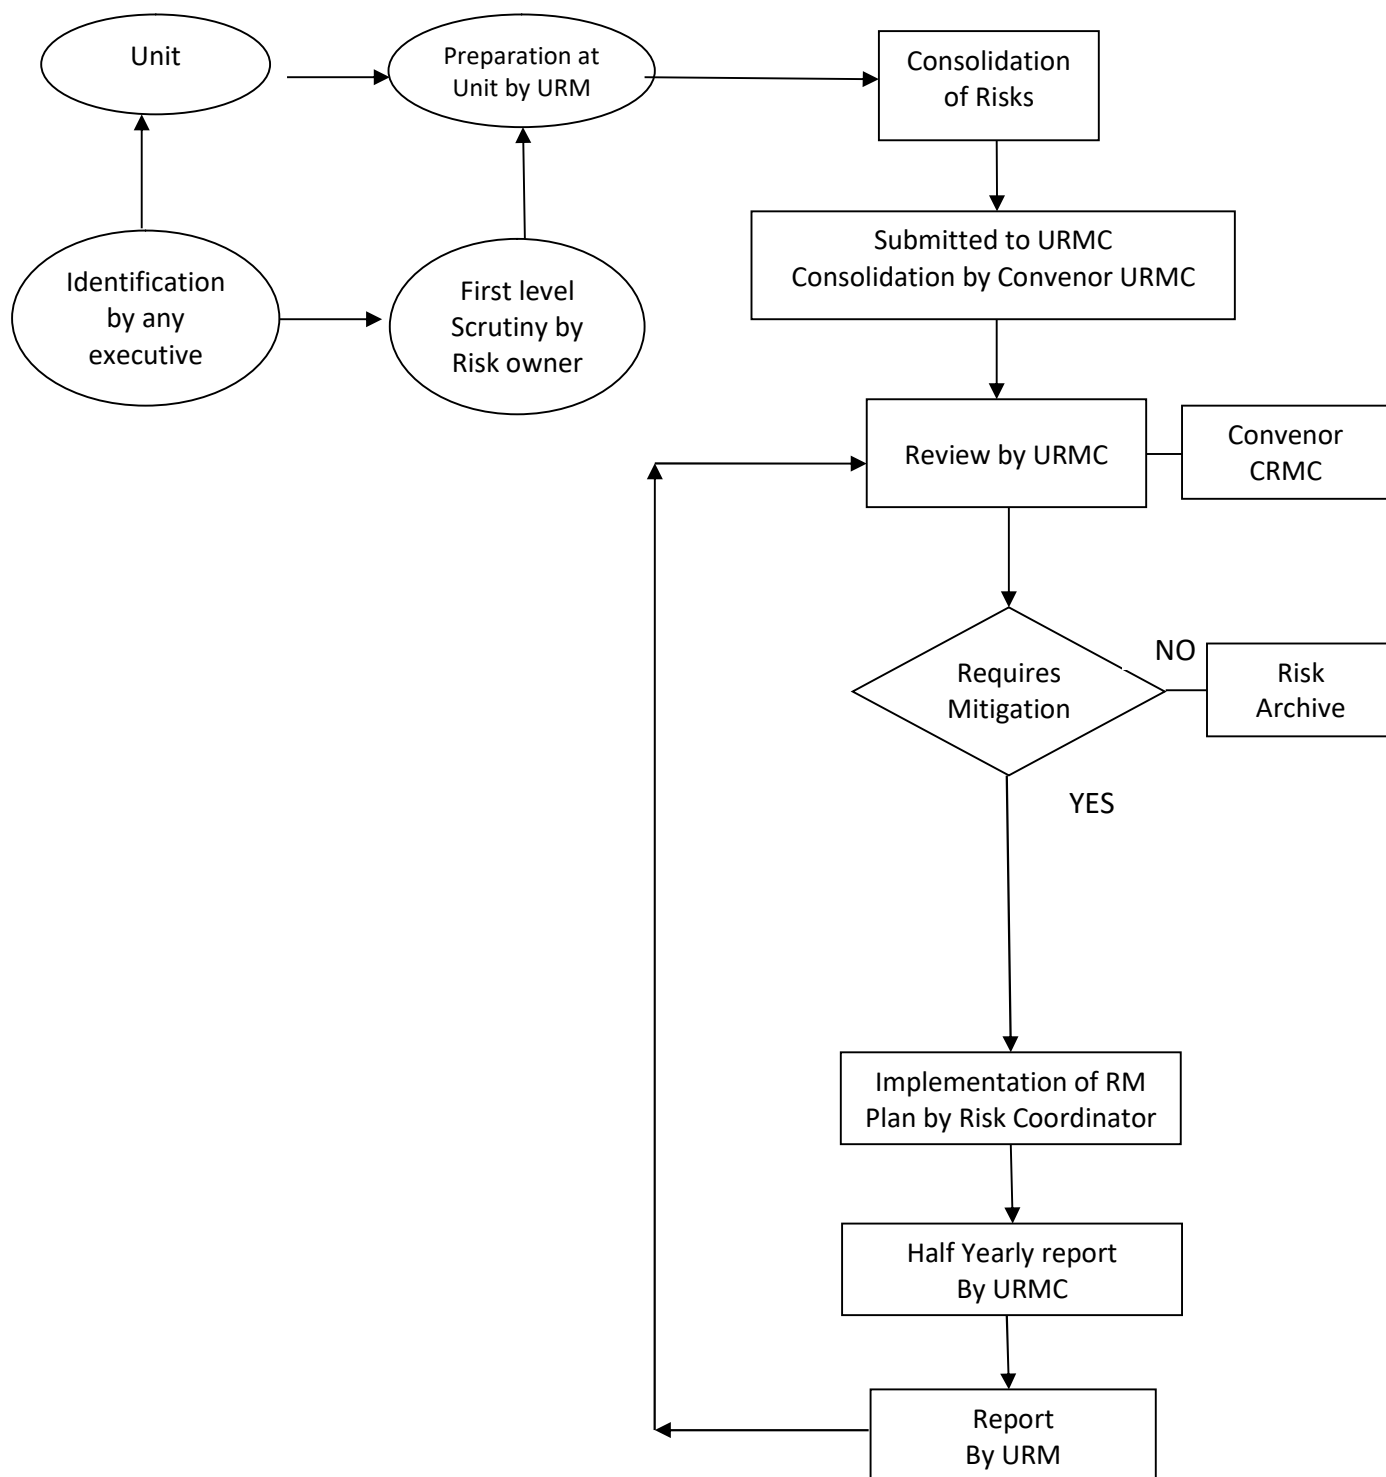 Unit
Preparation at
Unit by URM
Consolidation
of Risks
Identification
by any
executive
First level
Scrutiny by
Risk owner
Submitted to URMC
Consolidation by Convenor URMC
Review by URMC
Convenor
CRMC
Requires
Mitigation
NO
Risk
Archive
YES
Implementation of RM
Plan by Risk Coordinator
Half Yearly report
By URMC
Report
By URM